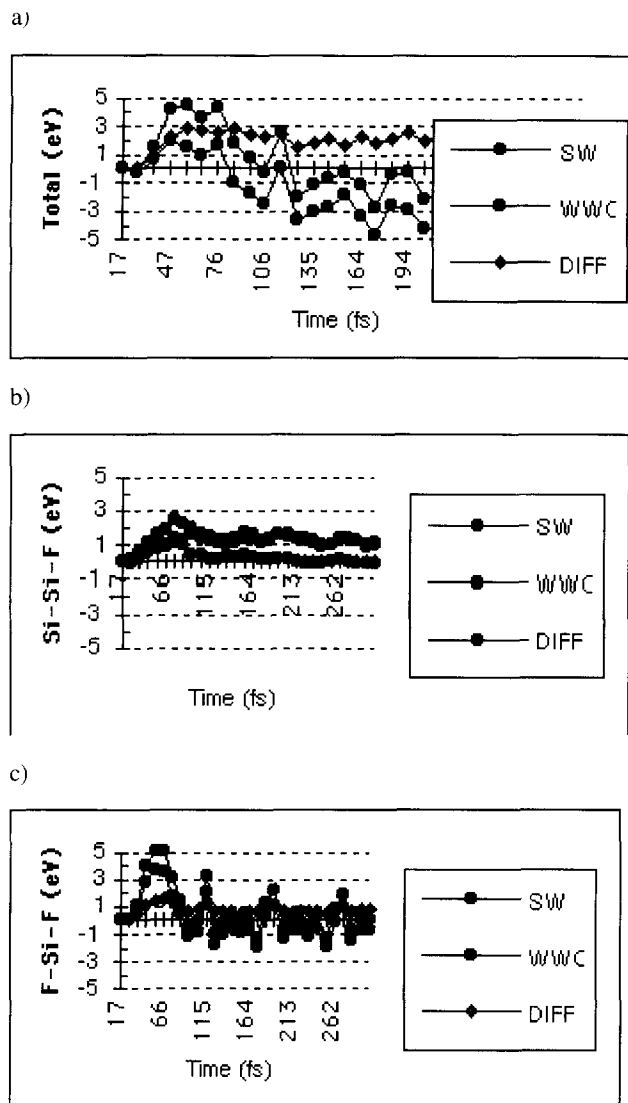 a)
Total (eV)
5
3
1
-1
-3
-5
17
47
76
106
135
164
194
Time (fs)
SW
WWC
DIFF
b)
Si-Si-F (eV)
5
3
1
-1
-3
-5
17
66
115
164
213
262
Time (fs)
SW
WWC
DIFF
c)
F-Si-F (eV)
5
3
1
-1
-3
-5
17
66
115
164
213
262
Time (fs)
SW
WWC
DIFF